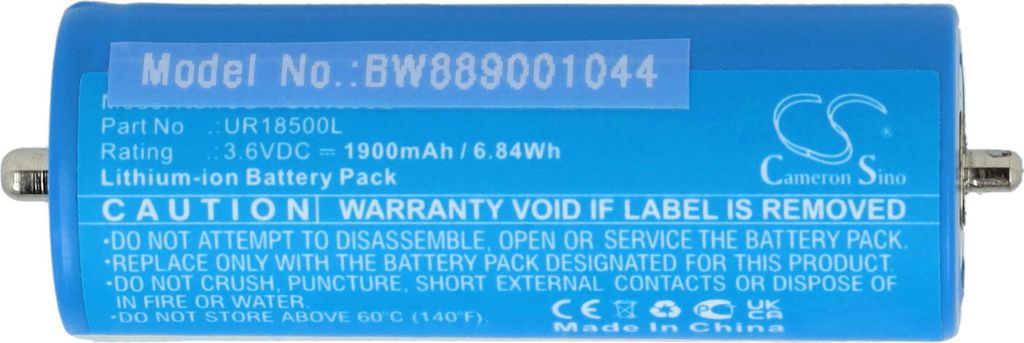 Model No.:BW889001044
Part No .: UR18500L
Rating .: 3.6VDC ⎓ 1900mAh / 6.84Wh
Lithium-ion Battery Pack
CS
®
Cameron Sino
CAUTION| WARRANTY VOID IF LABEL IS REMOVED
•DO NOT ATTEMPT TO DISASSEMBLE, OPEN OR SERVICE THE BATTERY PACK.
•REPLACE ONLY WITH THE BATTERY PACK DESIGNATED FOR THIS PRODUCT.
•DO NOT CRUSH, PUNCTURE, SHORT EXTERNAL CONTACTS OR DISPOSE OF
IN FIRE OR WATER.
•DO NOT STORE ABOVE 60°C (140°F).
CE PC UK CA
Made In China